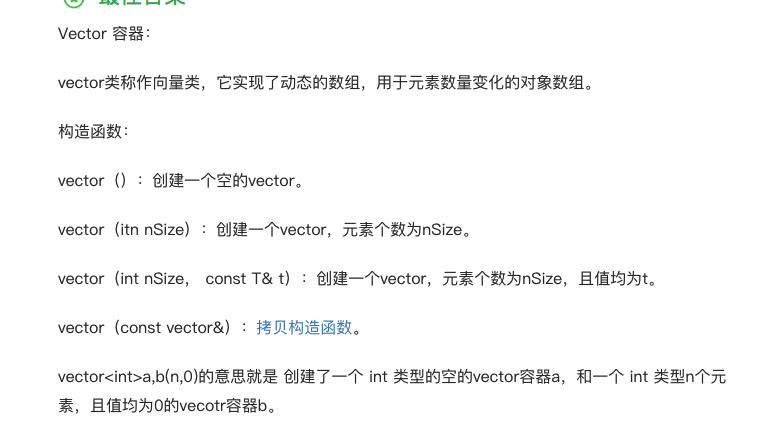 Vector 容器：
vector类称作向量类，它实现了动态的数组，用于元素数量变化的对象数组。
构造函数：
vector（）：创建一个空的vector。
vector（itn nSize）：创建一个vector，元素个数为nSize。
vector（int nSize， const T& t）：创建一个vector，元素个数为nSize，且值均为t。
vector（const vector&）：拷贝构造函数。
vector<int>a,b(n,0)的意思就是 创建了一个 int 类型的空的vector容器a，和一个 int 类型n个元
素，且值均为0的vecotr容器b。